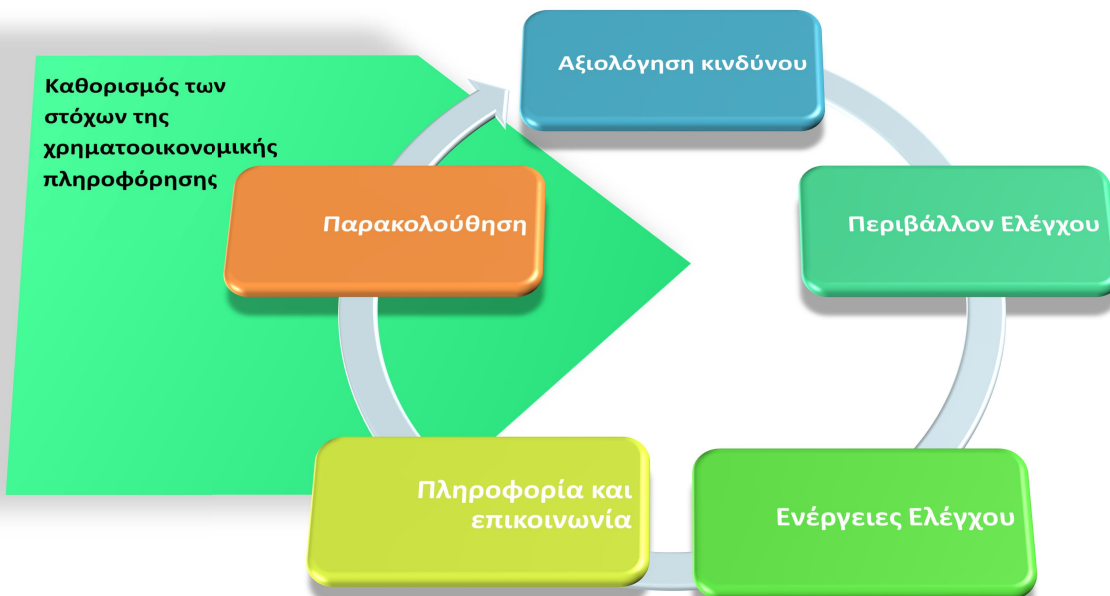 Καθορισμός των
στόχων της
χρηματοοικονομικής
πληροφόρησης
Αξιολόγηση κινδύνου
Περιβάλλον Ελέγχου
Ενέργειες Ελέγχου
Πληροφορία και
επικοινωνία
Παρακολούθηση